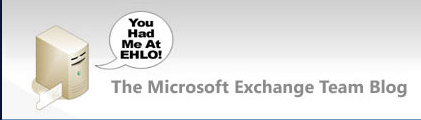 You
Had
Me At
EHLO!
The Microsoft Exchange Team Blog